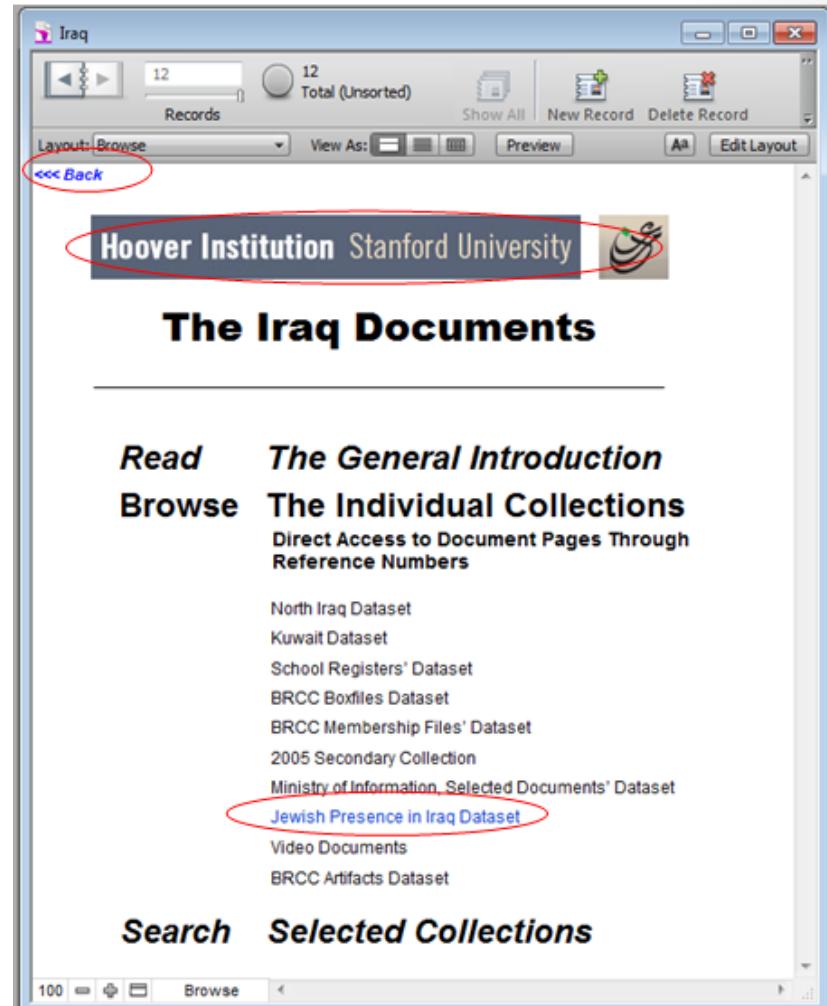 Iraq
12
Records
12
Total (Unsorted)
Show All
New Record
Delete Record
Layout: Browse
View As:
Preview
Aa
Edit Layout
<<< Back
Hoover Institution Stanford University
The Iraq Documents
Read The General Introduction
Browse The Individual Collections
Direct Access to Document Pages Through
Reference Numbers
North Iraq Dataset
Kuwait Dataset
School Registers' Dataset
BRCC Boxfiles Dataset
BRCC Membership Files' Dataset
2005 Secondary Collection
Ministry of Information, Selected Documents' Dataset
Jewish Presence in Iraq Dataset
Video Documents
BRCC Artifacts Dataset
Search Selected Collections
100 Browse